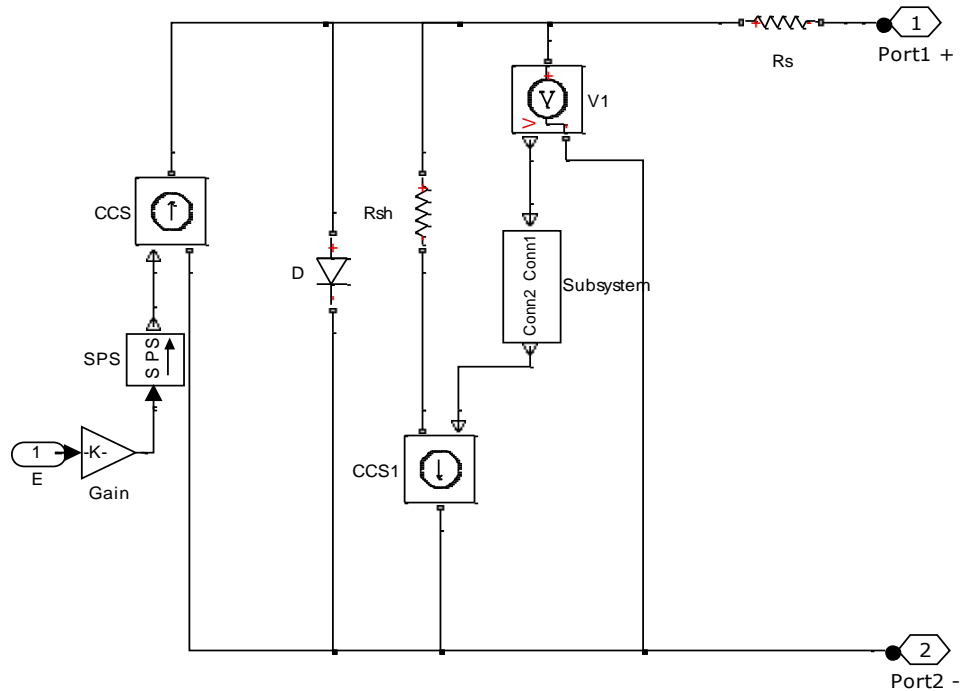 1
Port1 +
Rs
V
V1
V
CCS
Rsh
D
Conn2 Conn1
Subsystem
SPS
S PS
CCS1
1
-K-
E
Gain
2
Port2 -